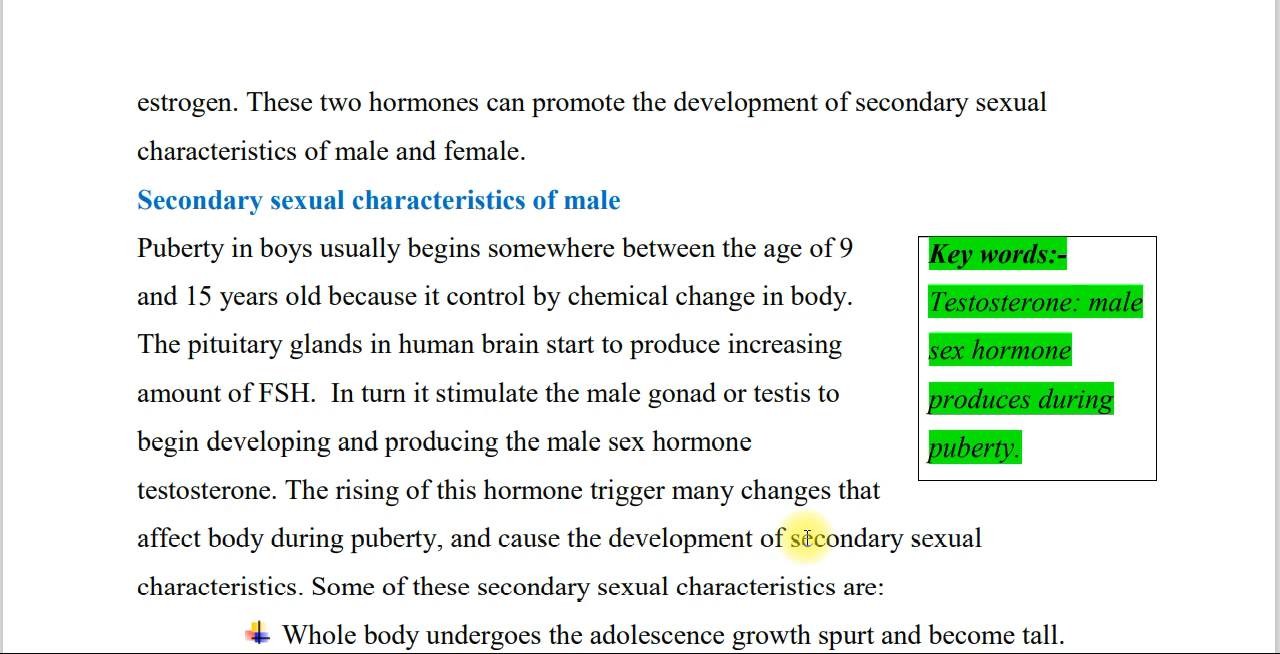 estrogen. These two hormones can promote the development of secondary sexual
characteristics of male and female.
Secondary sexual characteristics of male
Puberty in boys usually begins somewhere between the age of 9
and 15 years old because it control by chemical change in body.
The pituitary glands in human brain start to produce increasing
amount of FSH.  In turn it stimulate the male gonad or testis to
begin developing and producing the male sex hormone
testosterone. The rising of this hormone trigger many changes that
affect body during puberty, and cause the development of secondary sexual
characteristics. Some of these secondary sexual characteristics are:
Whole body undergoes the adolescence growth spurt and become tall.
Key words:-
Testosterone: male
sex hormone
produces during
puberty.